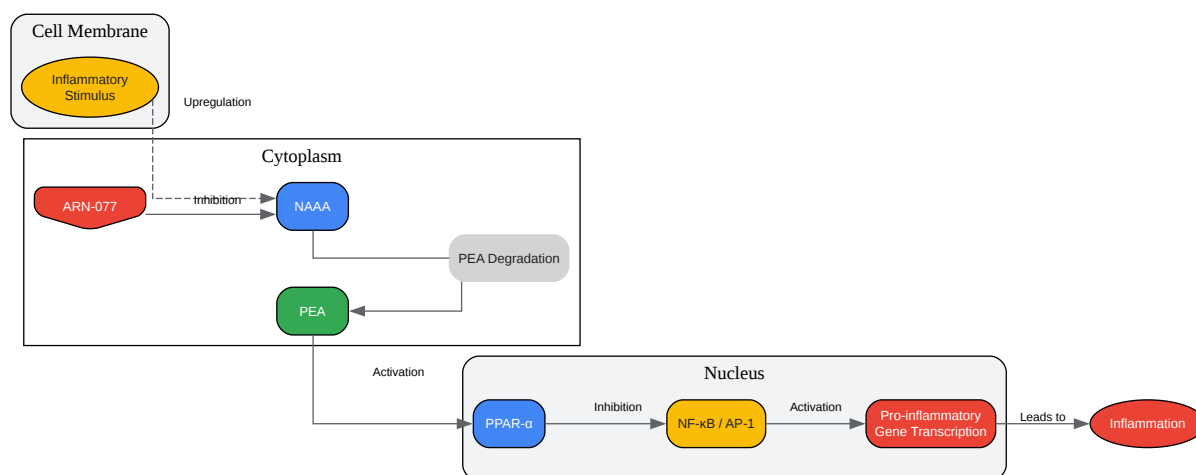 Cell Membrane
Inflammatory
Stimulus
Upregulation
Cytoplasm
ARN-077
Inhibition
NAAA
PEA Degradation
PEA
Activation
Nucleus
PPAR-α
Inhibition
NF-κB / AP-1
Activation
Pro-inflammatory
Gene Transcription
Leads to
Inflammation